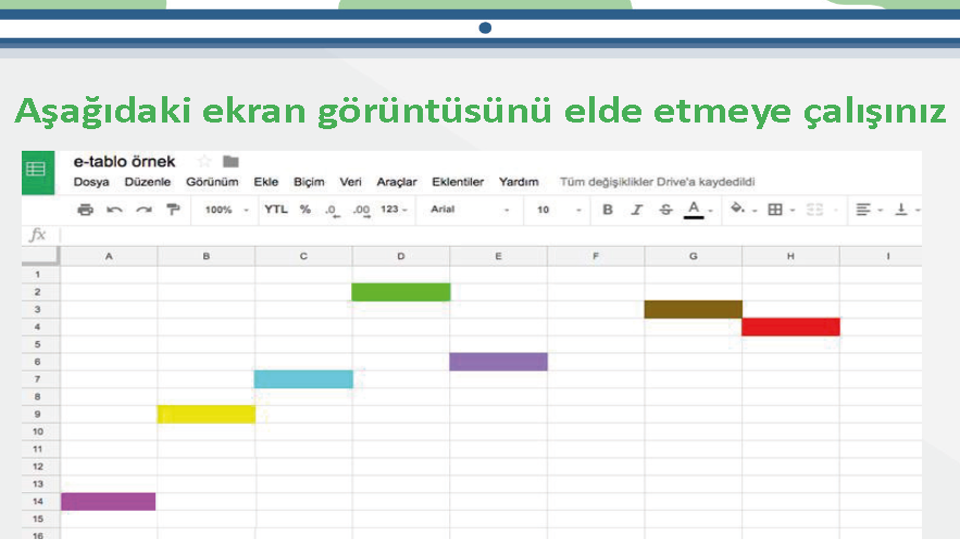 Aşağıdaki ekran görüntüsünü elde etmeye çalışınız
e-tablo örnek
Dosya Düzenle Görünüm Ekle Biçim Veri Araçlar Eklentiler Yardım Tüm değişiklikler Drive'a kaydedildi
100% YTL % .0 .00 123 Arial 10 B I S A
fx
A B C D E F G H I
1
2
3
4
5
6
7
8
9
10
11
12
13
14
15
16